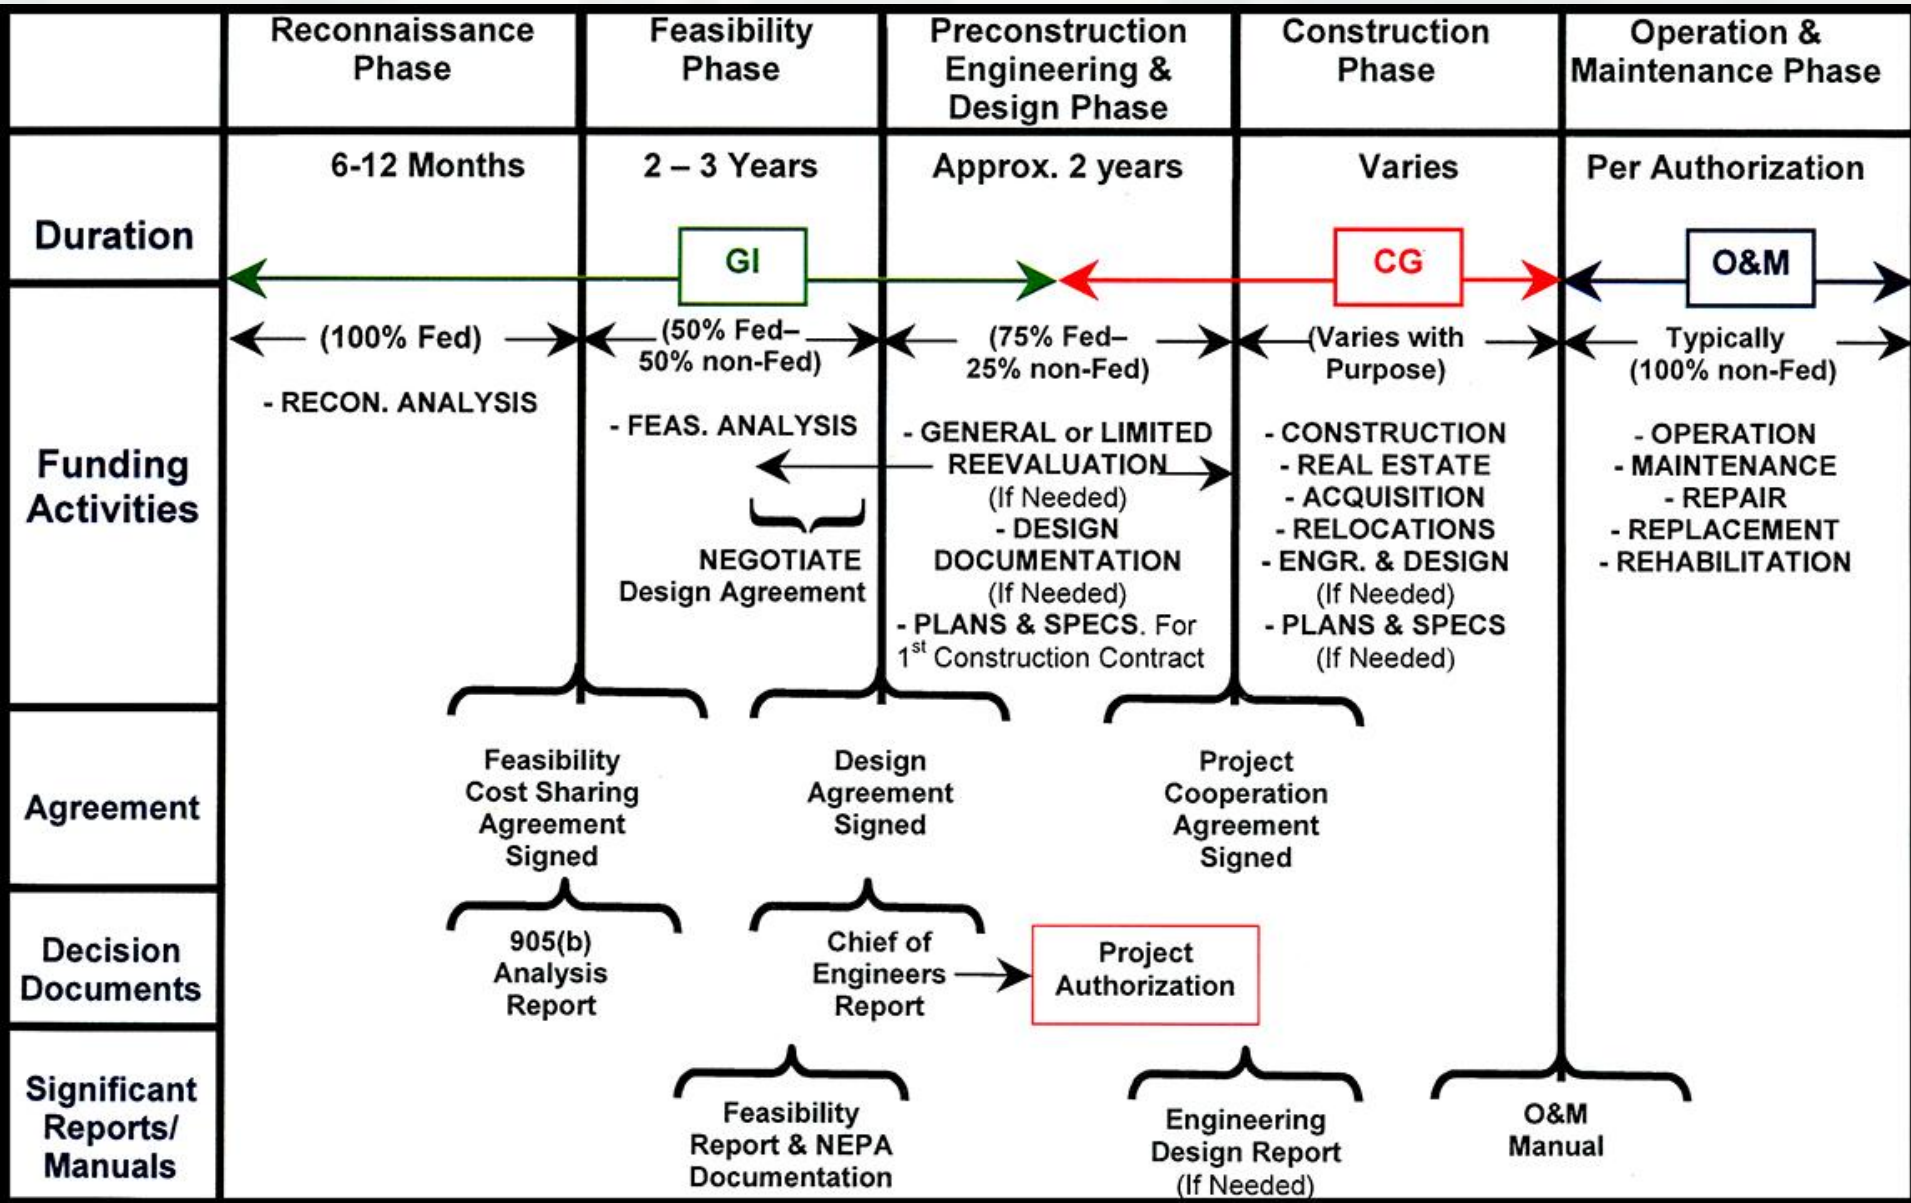 Reconnaissance
Phase
Feasibility
Phase
Preconstruction
Engineering &
Design Phase
Construction
Phase
Operation &
Maintenance Phase
Duration
6-12 Months
2 – 3 Years
Approx. 2 years
Varies
Per Authorization
GI
CG
O&M
Funding
Activities
(100% Fed)
- RECON. ANALYSIS
(50% Fed–
50% non-Fed)
- FEAS. ANALYSIS
NEGOTIATE
Design Agreement
(75% Fed–
25% non-Fed)
- GENERAL or LIMITED
REEVALUATION
(If Needed)
- DESIGN
DOCUMENTATION
(If Needed)
- PLANS & SPECS. For
1st Construction Contract
(Varies with
Purpose)
- CONSTRUCTION
- REAL ESTATE
- ACQUISITION
- RELOCATIONS
- ENGR. & DESIGN
(If Needed)
- PLANS & SPECS
(If Needed)
Typically
(100% non-Fed)
- OPERATION
- MAINTENANCE
- REPAIR
- REPLACEMENT
- REHABILITATION
Agreement
Feasibility
Cost Sharing
Agreement
Signed
Design
Agreement
Signed
Project
Cooperation
Agreement
Signed
Decision
Documents
905(b)
Analysis
Report
Chief of
Engineers
Report
Project
Authorization
Significant
Reports/
Manuals
Feasibility
Report & NEPA
Documentation
Engineering
Design Report
(If Needed)
O&M
Manual